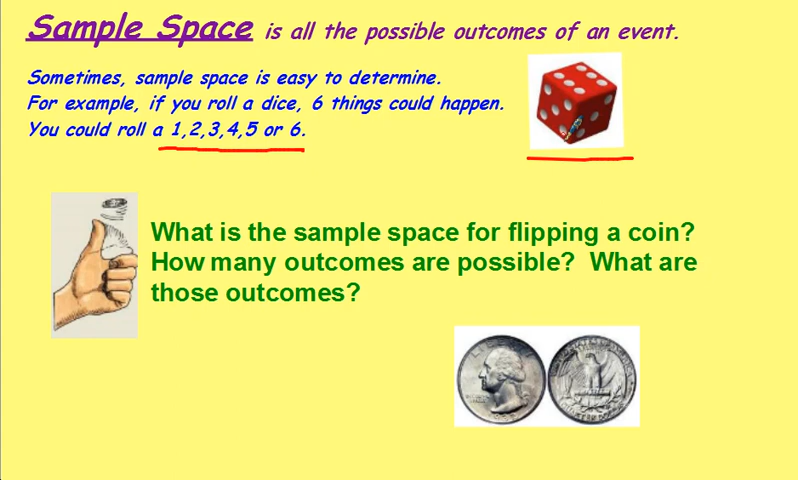 Sample Space is all the possible outcomes of an event.
Sometimes, sample space is easy to determine.
For example, if you roll a dice, 6 things could happen.
You could roll a 1,2,3,4,5 or 6.
What is the sample space for flipping a coin?
How many outcomes are possible? What are
those outcomes?